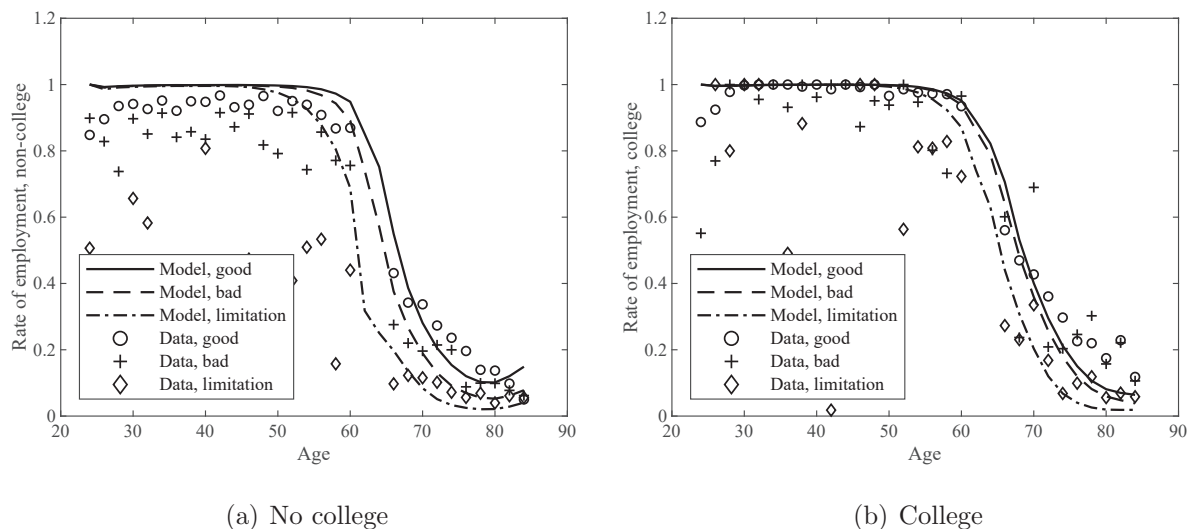 1.2
1
0.8
0.6
0.4
0.2
0
Rate of employment, non-college
Model, good
Model, bad
Model, limitation
Data, good
Data, bad
Data, limitation
20 30 40 50 60 70 80 90
Age
(a) No college
1.2
1
0.8
0.6
0.4
0.2
0
Rate of employment, college
Model, good
Model, bad
Model, limitation
Data, good
Data, bad
Data, limitation
20 30 40 50 60 70 80 90
Age
(b) College